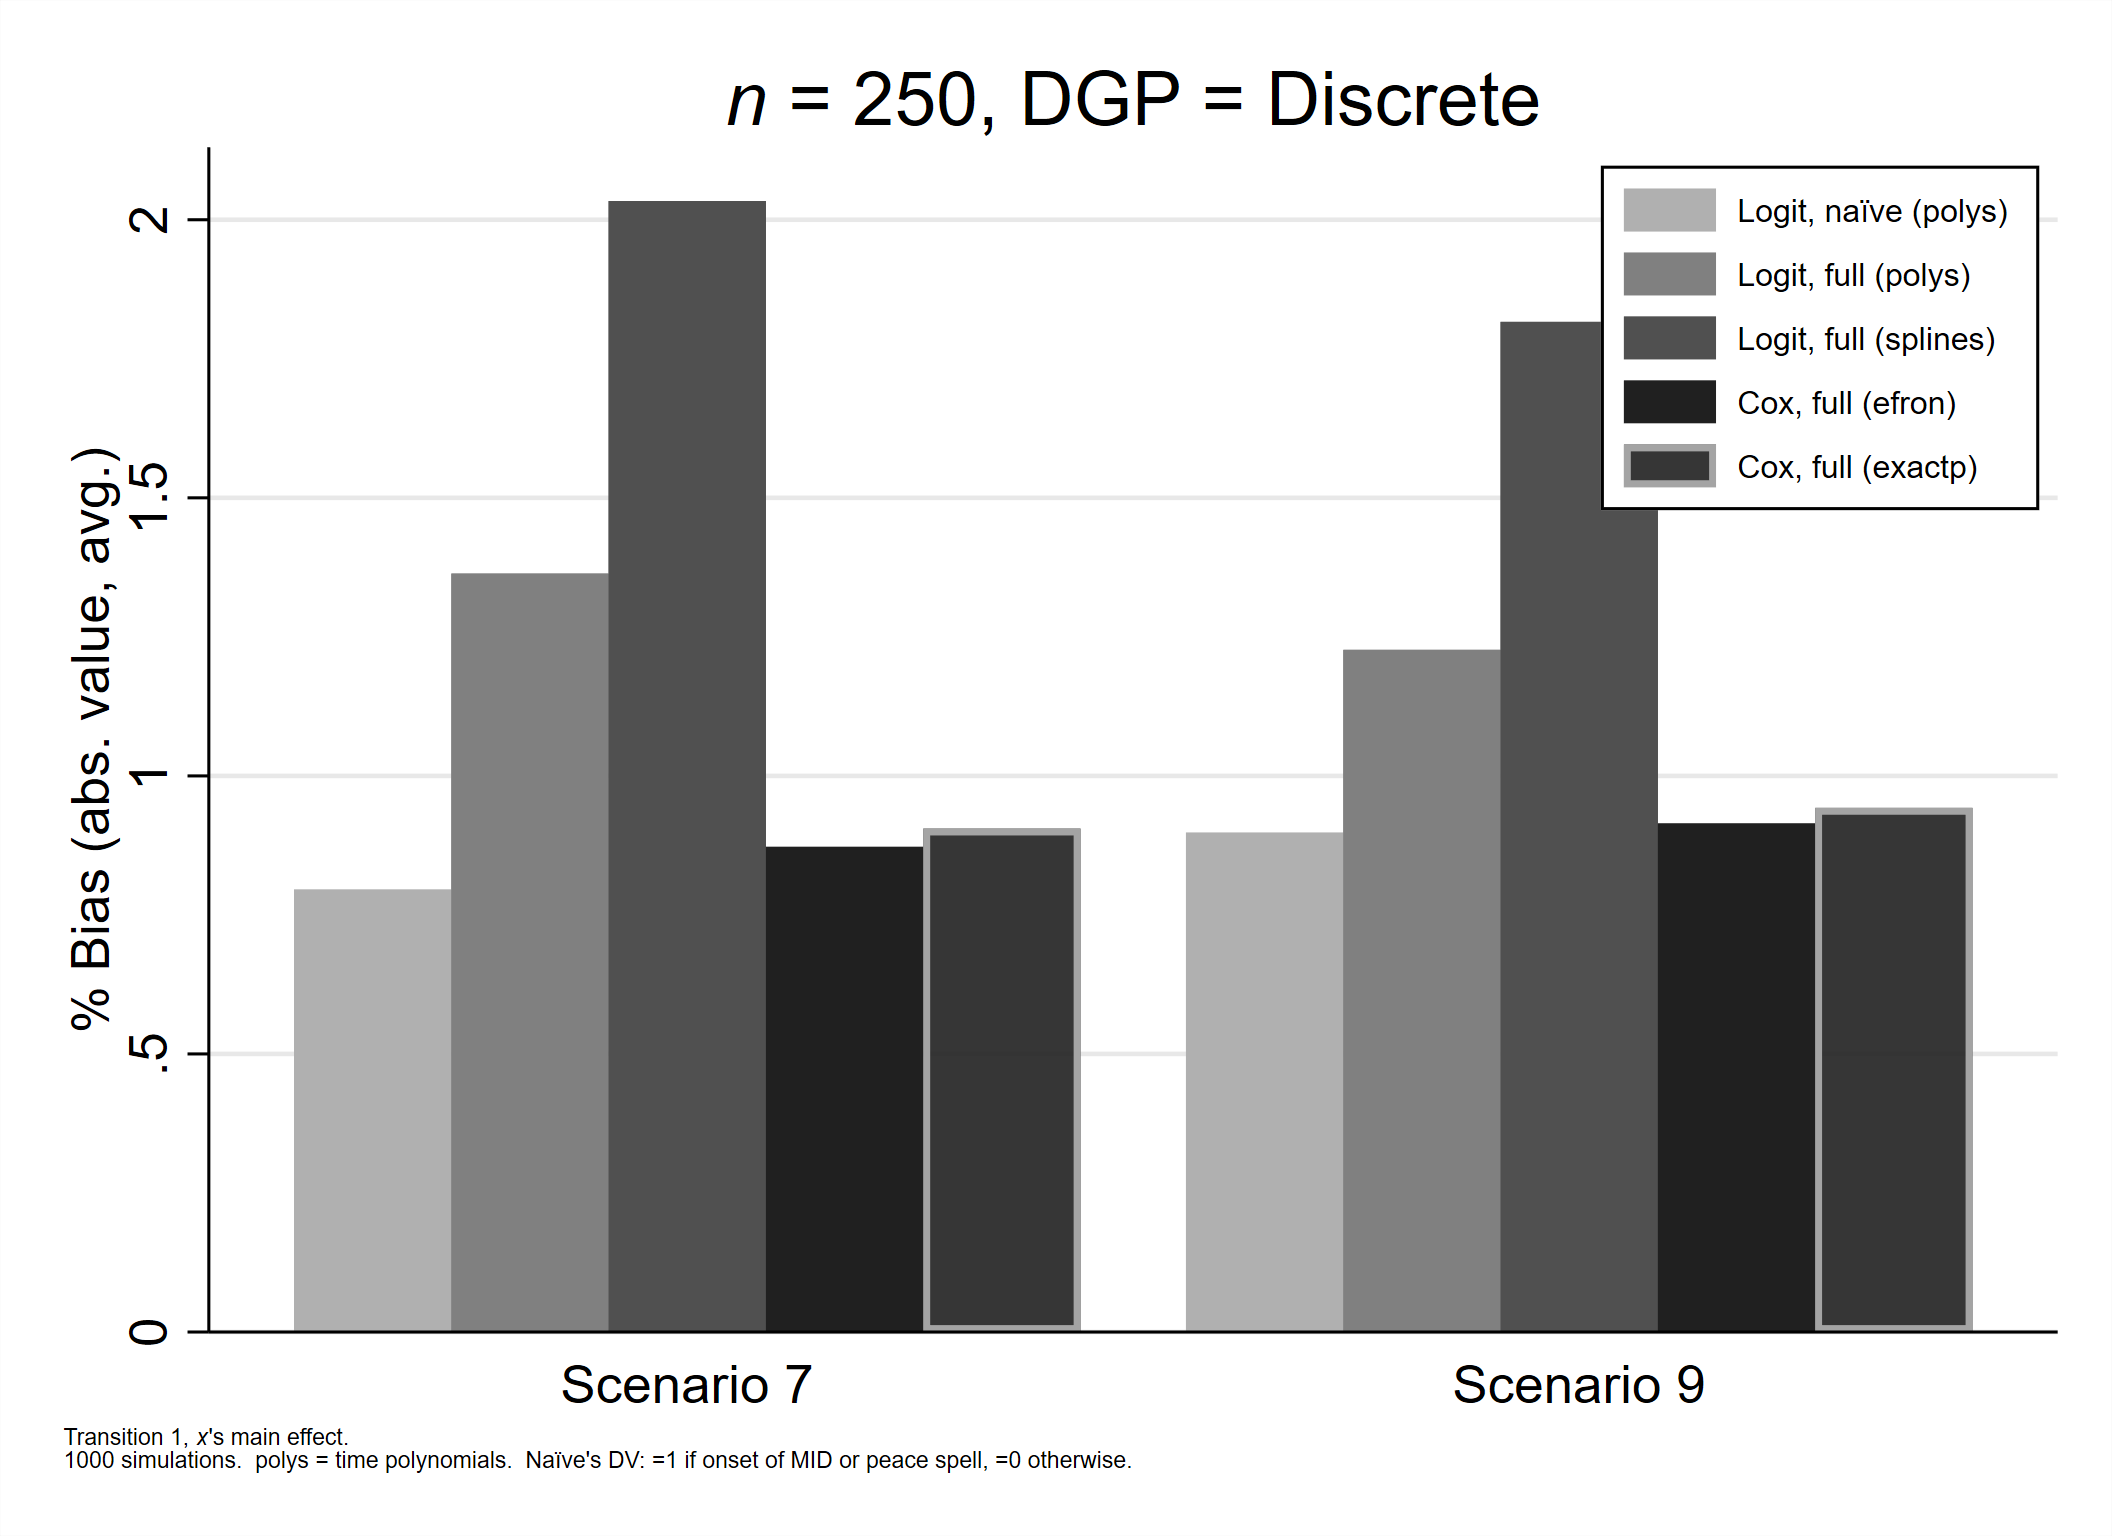 n = 250, DGP = Discrete
% Bias (abs. value, avg.)
2
1.5
1
.5
0
Logit, naïve (polys)
Logit, full (polys)
Logit, full (splines)
Cox, full (efron)
Cox, full (exactp)
Scenario 7
Scenario 9
Transition 1, x's main effect.
1000 simulations.  polys = time polynomials.  Naïve's DV: =1 if onset of MID or peace spell, =0 otherwise.